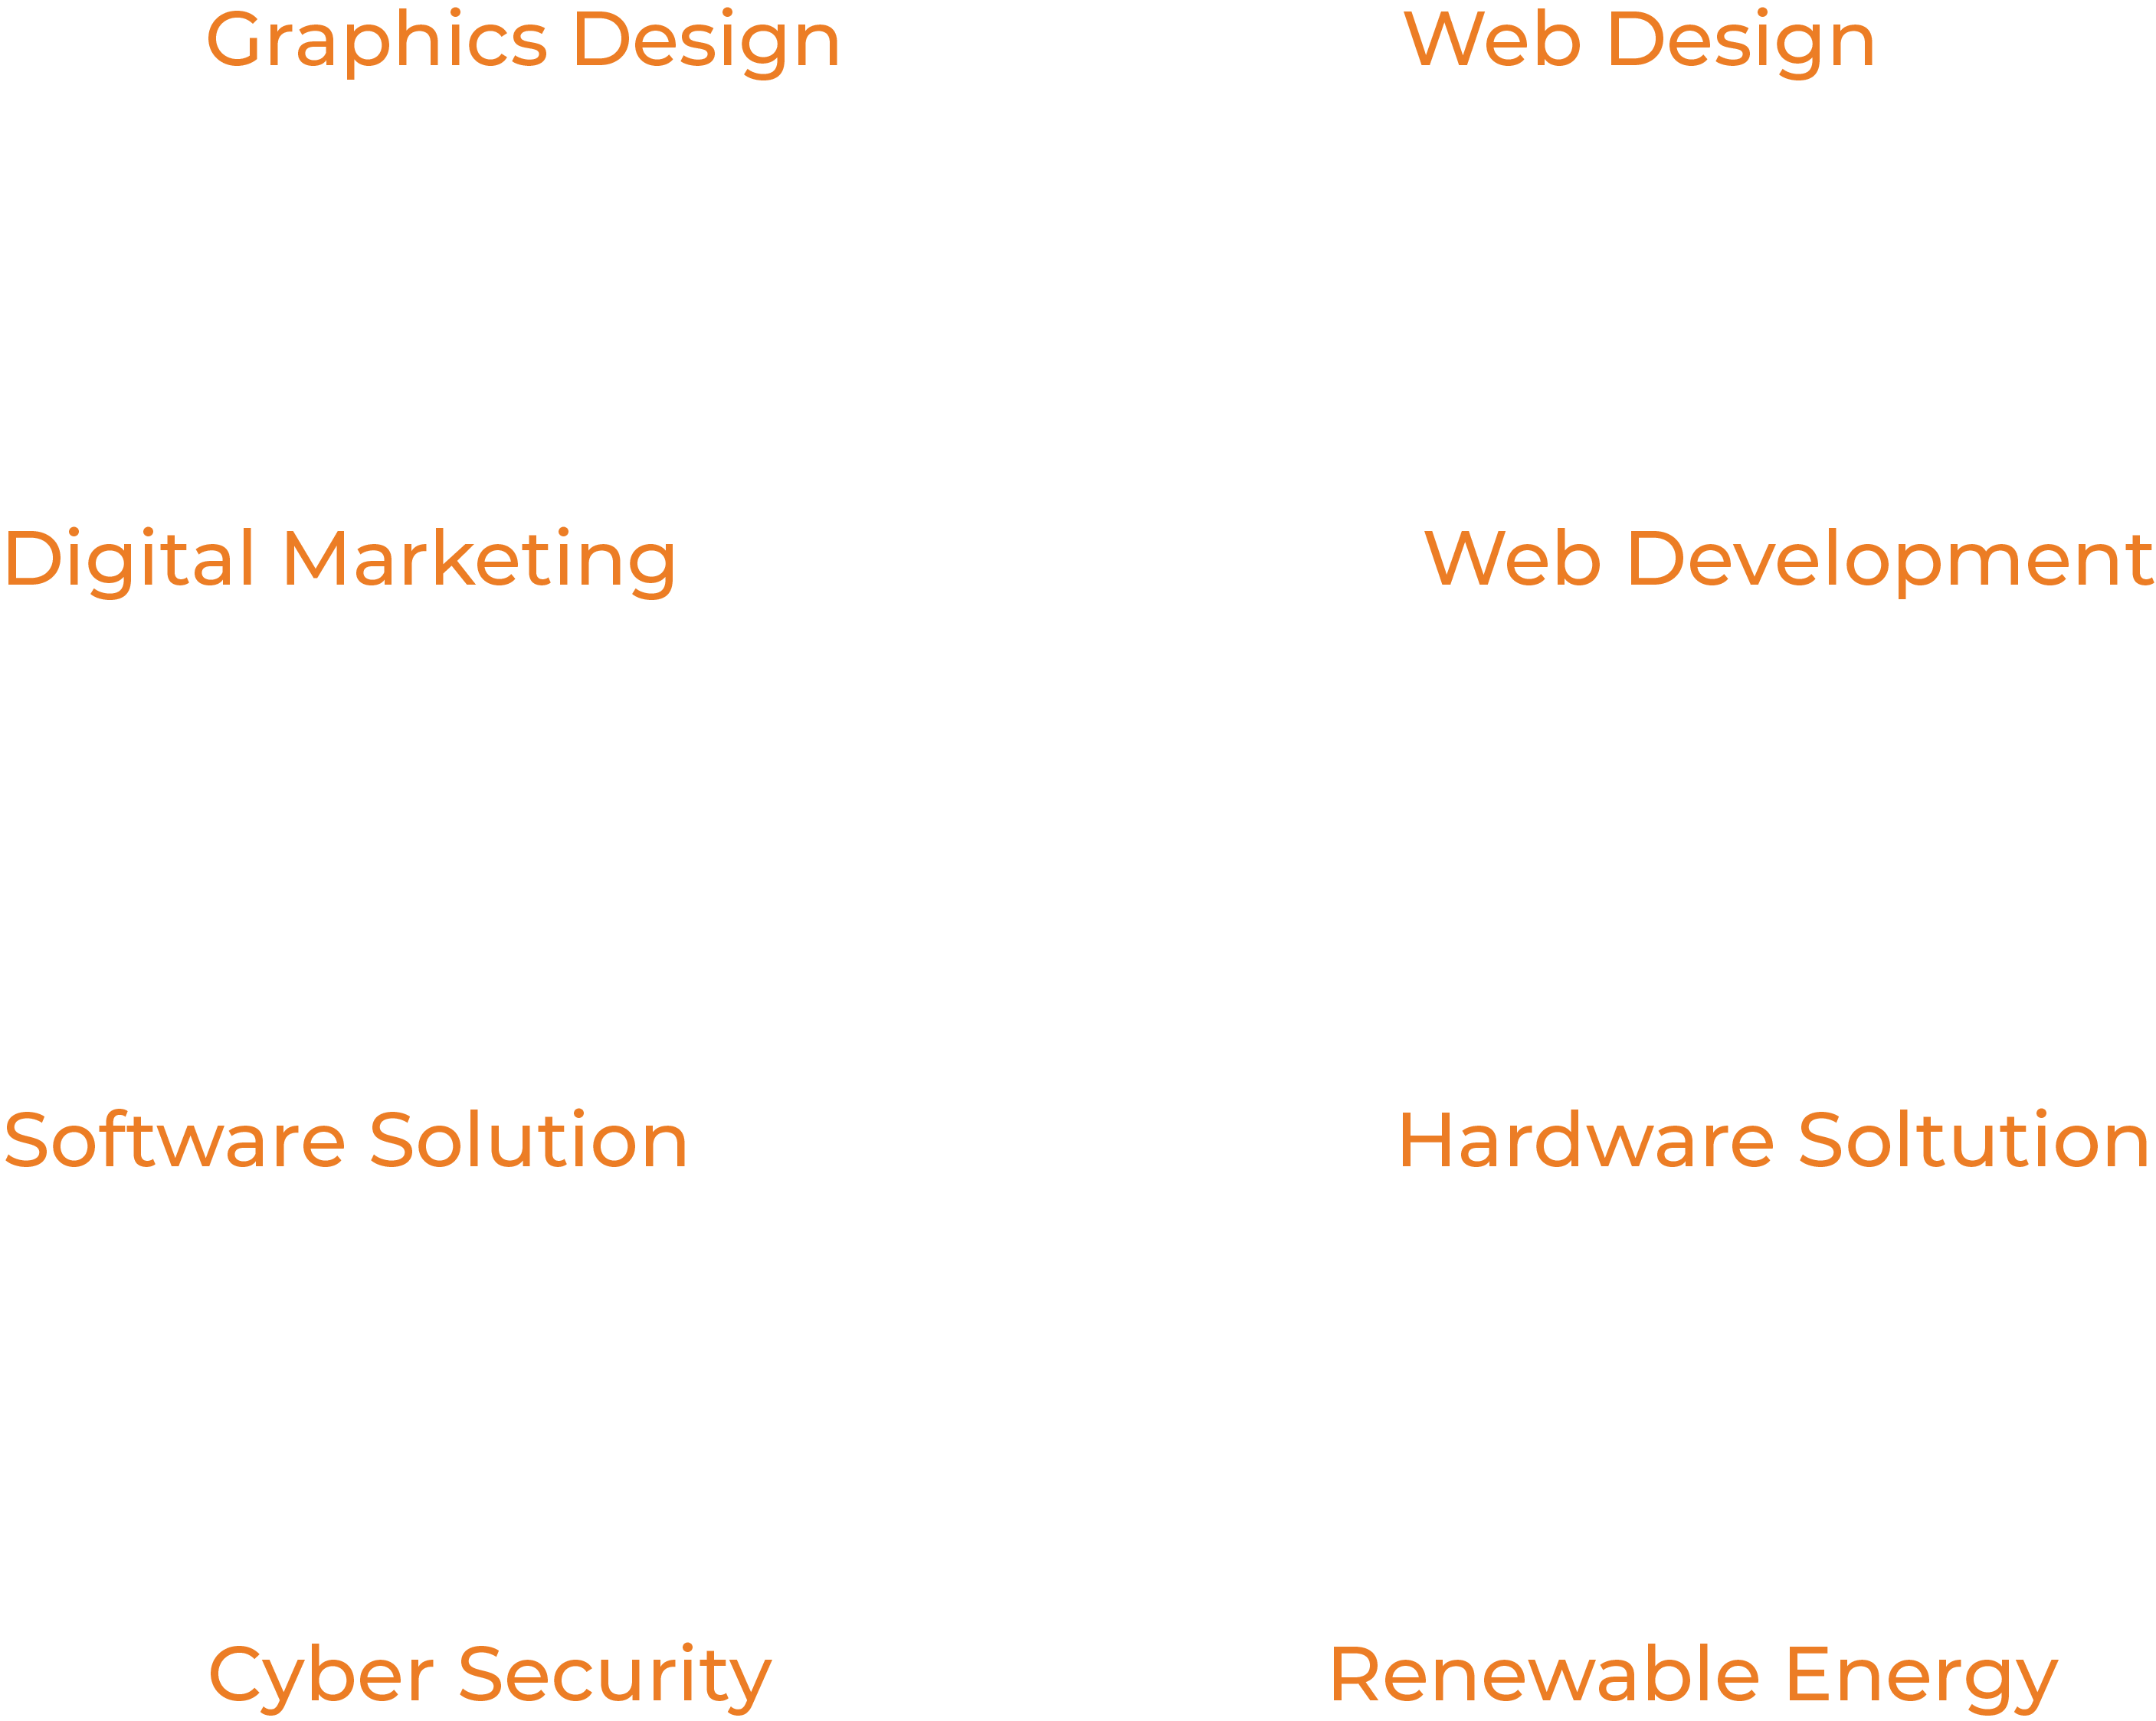 Graphics Design
Web Design
Digital Marketing
Web Development
Software Solution
Hardware Soltution
Cyber Security
Renewable Energy